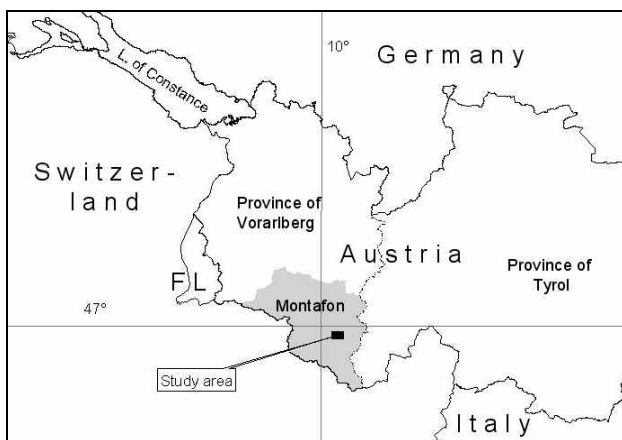 10°
Germany
L. of Constance
Switzer-
land
Province of
Vorarlberg
Austria
Province of
Tyrol
FL
Montafon
47°
Study area
Italy